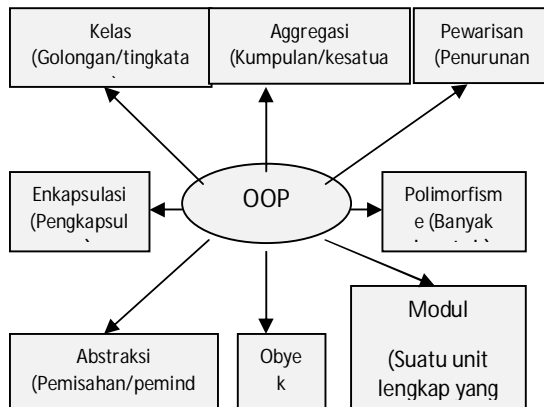 Kelas
(Golongan/tingkata
Aggregasi
(Kumpulan/kesatua
Pewarisan
(Penurunan
Enkapsulasi
(Pengkapsul
OOP
Polimorfism
e (Banyak
Abstraksi
(Pemisahan/pemind
Obye
k
Modul
(Suatu unit
lengkap yang